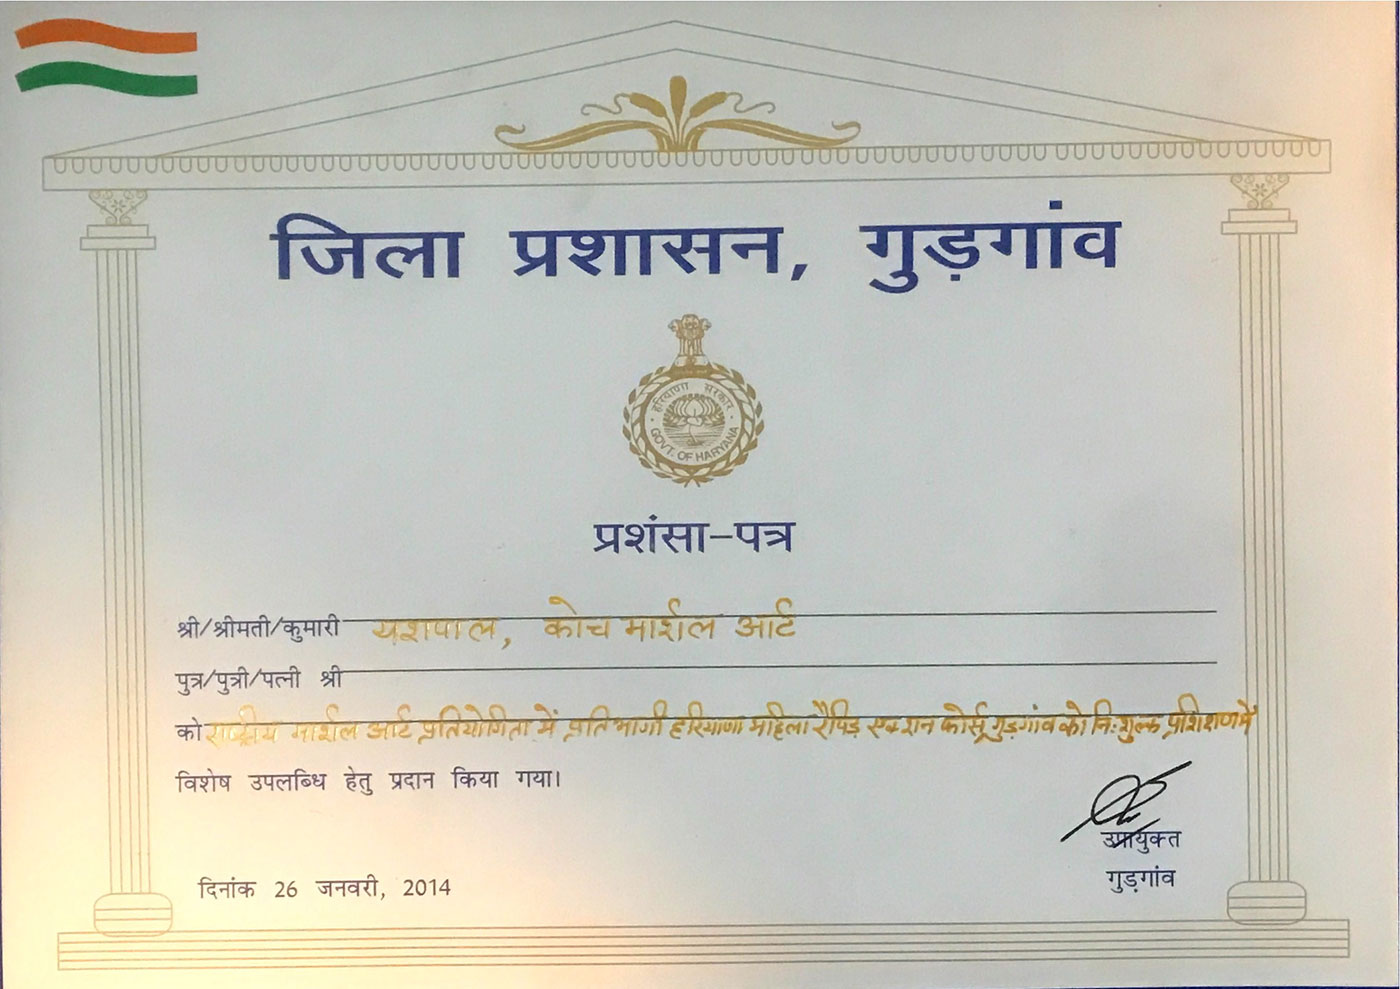 जिला प्रशासन, गुड़गांव
हरियाणा सरकार
GOVT. OF HARYANA
प्रशंसा-पत्र
श्री/श्रीमती/कुमारी यशपाल, कोच मार्शल आर्ट
पुत्र/पुत्री/पत्नी श्री
को राष्ट्रीय मार्शल आर्ट प्रतियोगिता में प्रतिभागी हरियाणा महिला रैपिड एक्शन फोर्स गुड़गांव को निःशुल्क प्रशिक्षण में
विशेष उपलब्धि हेतु प्रदान किया गया।
उपायुक्त
गुड़गांव
दिनांक 26 जनवरी, 2014